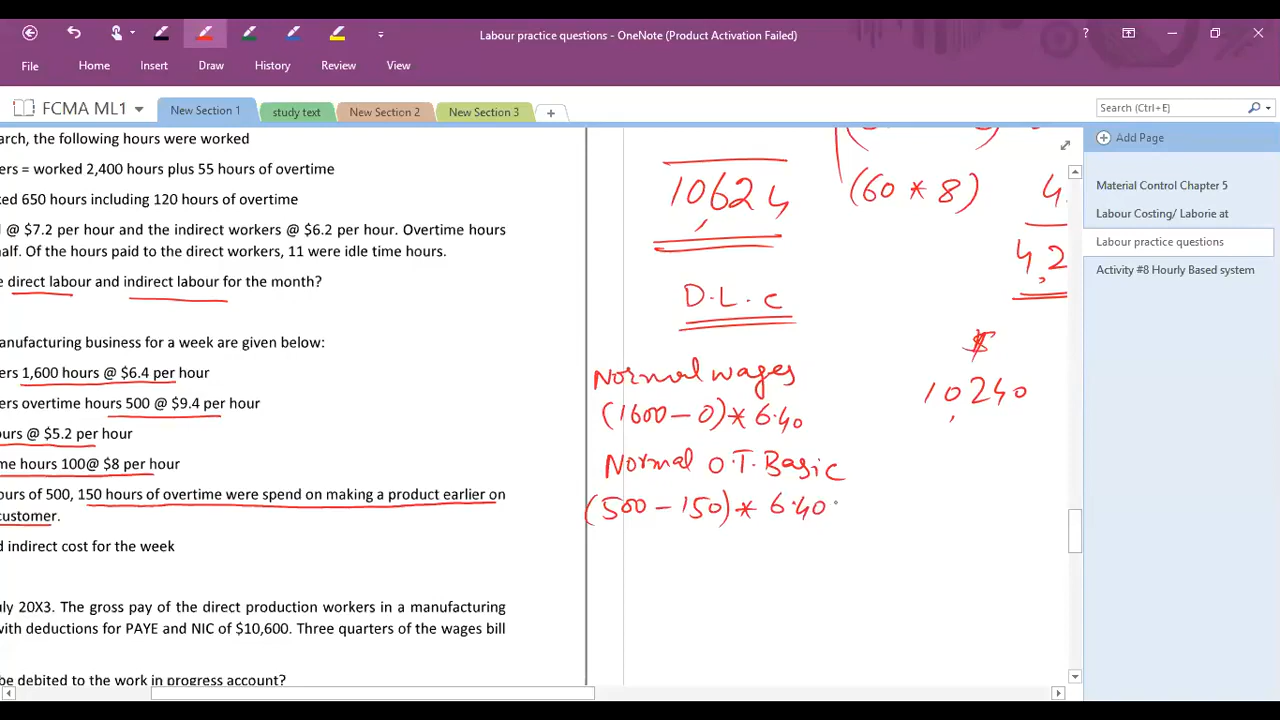 Labour practice questions - OneNote (Product Activation Failed)
File Home Insert Draw History Review View
FCMA ML1 New Section 1 study text New Section 2 New Section 3
Search (Ctrl+E)
Add Page
Material Control Chapter 5
Labour Costing/ Laborie at
Labour practice questions
Activity #8 Hourly Based system
arch, the following hours were worked
ers = worked 2,400 hours plus 55 hours of overtime
ked 650 hours including 120 hours of overtime
d @ $7.2 per hour and the indirect workers @ $6.2 per hour. Overtime hours
half. Of the hours paid to the direct workers, 11 were idle time hours.
e direct labour and indirect labour for the month?
anufacturing business for a week are given below:
ers 1,600 hours @ $6.4 per hour
ers overtime hours 500 @ $9.4 per hour
ours @ $5.2 per hour
me hours 100@ $8 per hour
ours of 500, 150 hours of overtime were spend on making a product earlier on
customer.
d indirect cost for the week
uly 20X3. The gross pay of the direct production workers in a manufacturing
with deductions for PAYE and NIC of $10,600. Three quarters of the wages bill
be debited to the work in progress account?
10,624
(60 * 8) 4.
4,2
D.L.C
$
Normal wages
(1600 - 0) * 6.40 10,240
Normal O.T. Basic
(500 - 150) * 6.40